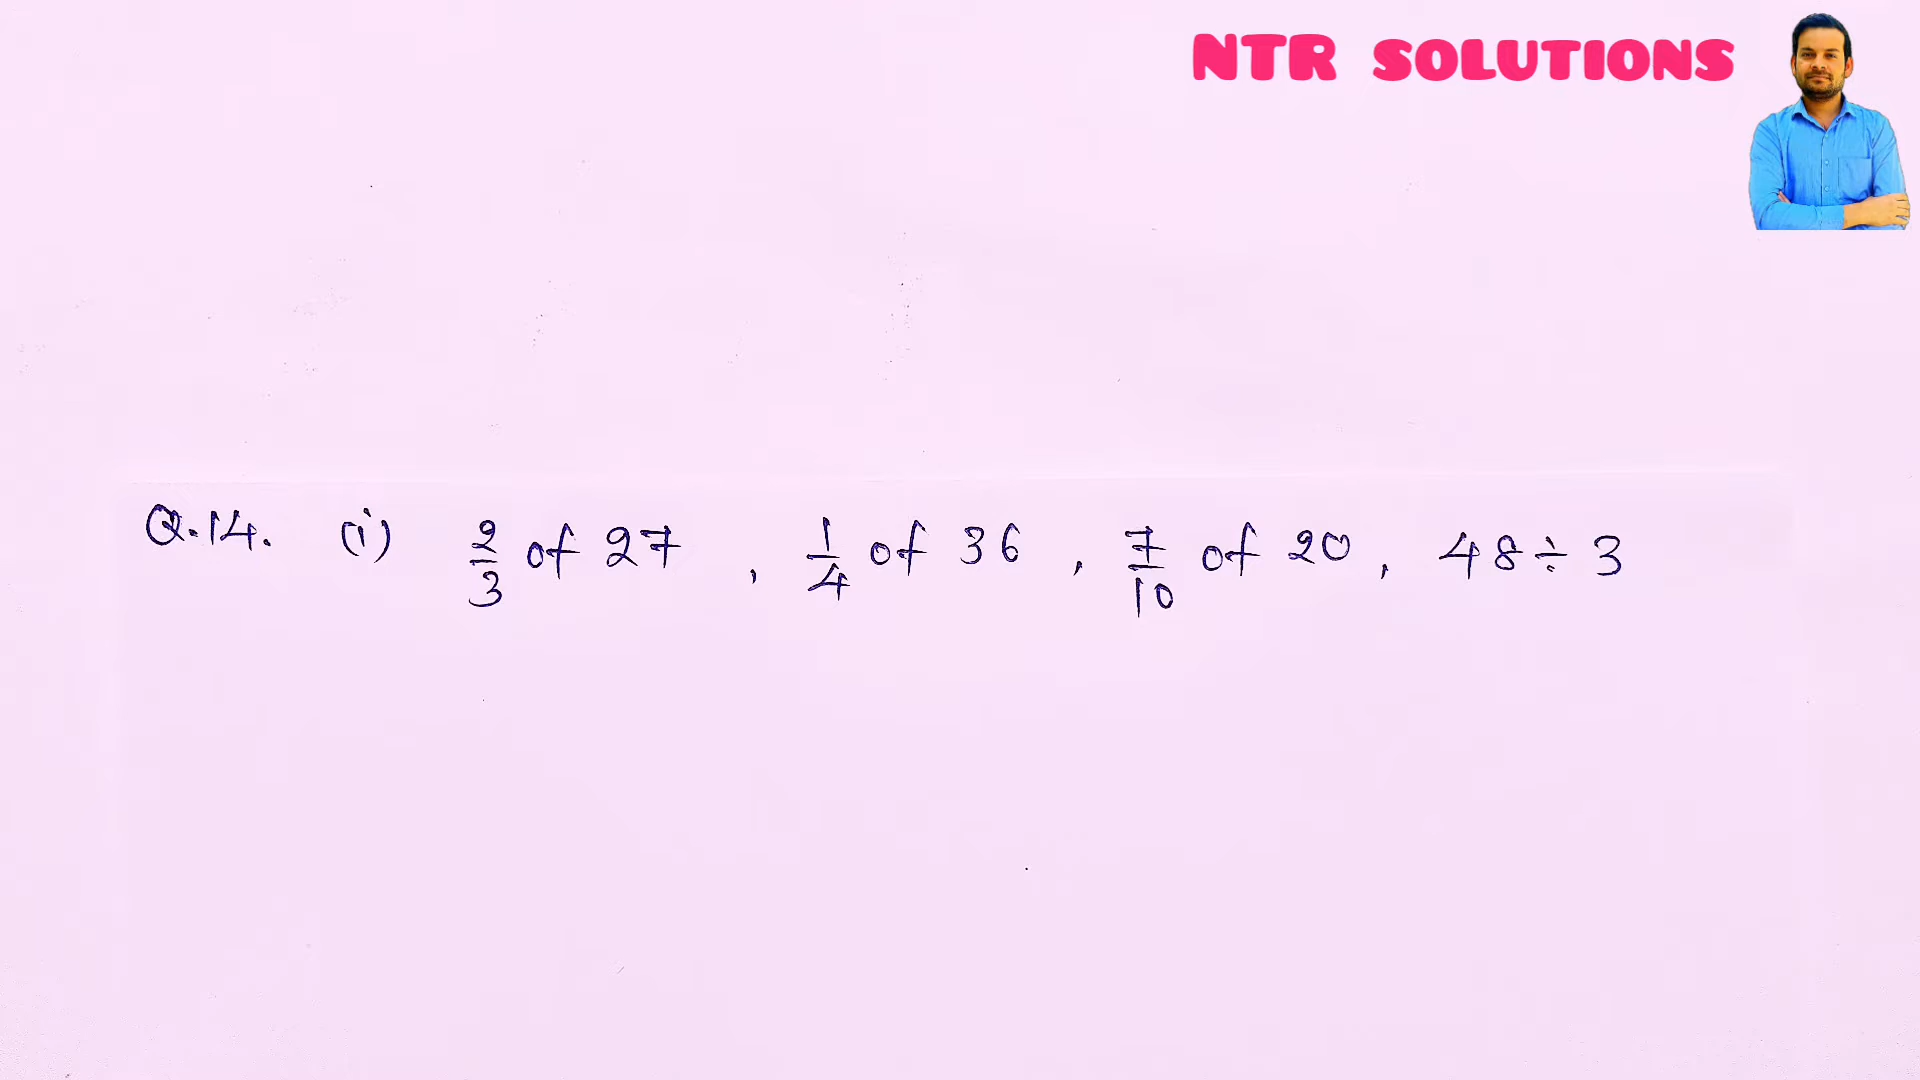 NTR SOLUTIONS
Q.14. (i) 2/3 of 27 , 1/4 of 36 , 7/10 of 20 , 48 ÷ 3